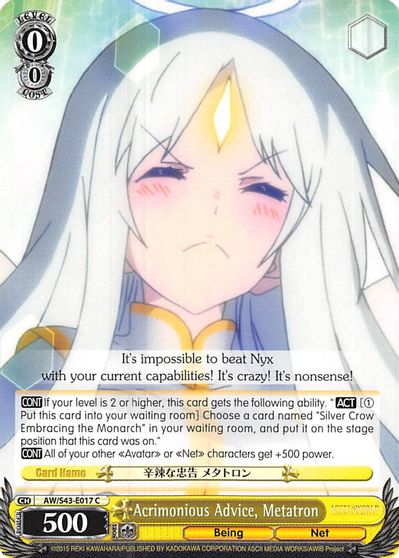 LEVEL
0
0
COST
It's impossible to beat Nyx
with your current capabilities! It's crazy! It's nonsense!
CONT If your level is 2 or higher, this card gets the following ability. " ACT [①
Put this card into your waiting room] Choose a card named "Silver Crow
Embracing the Monarch" in your waiting room, and put it on the stage
position that this card was on."
CONT All of your other «Avatar» or «Net» characters get +500 power.
Card Name
辛辣な忠告 メタトロン
CH AW/S43-E017 C
POWER
500
Acrimonious Advice, Metatron
Being
Net
©2015 REKI KAWAHARA/PUBLISHED BY KADOKAWA CORPORATION ASCII MEDIA WORKS/AWIB Project